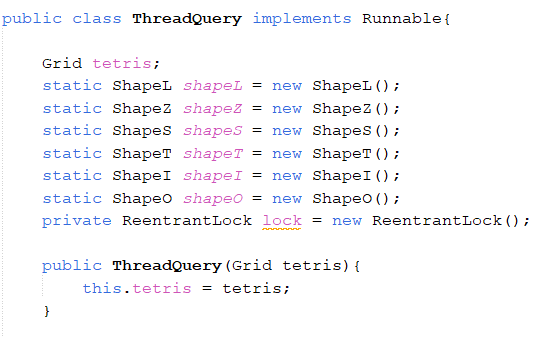 public class ThreadQuery implements Runnable{
Grid tetris;
static ShapeL shapeL = new ShapeL();
static ShapeZ shapeZ = new ShapeZ();
static ShapeS shapeS = new ShapeS();
static ShapeT shapeT = new ShapeT();
static ShapeI shapeI = new ShapeI();
static ShapeO shapeO = new ShapeO();
private ReentrantLock lock = new ReentrantLock();
public ThreadQuery(Grid tetris){
this.tetris = tetris;
}